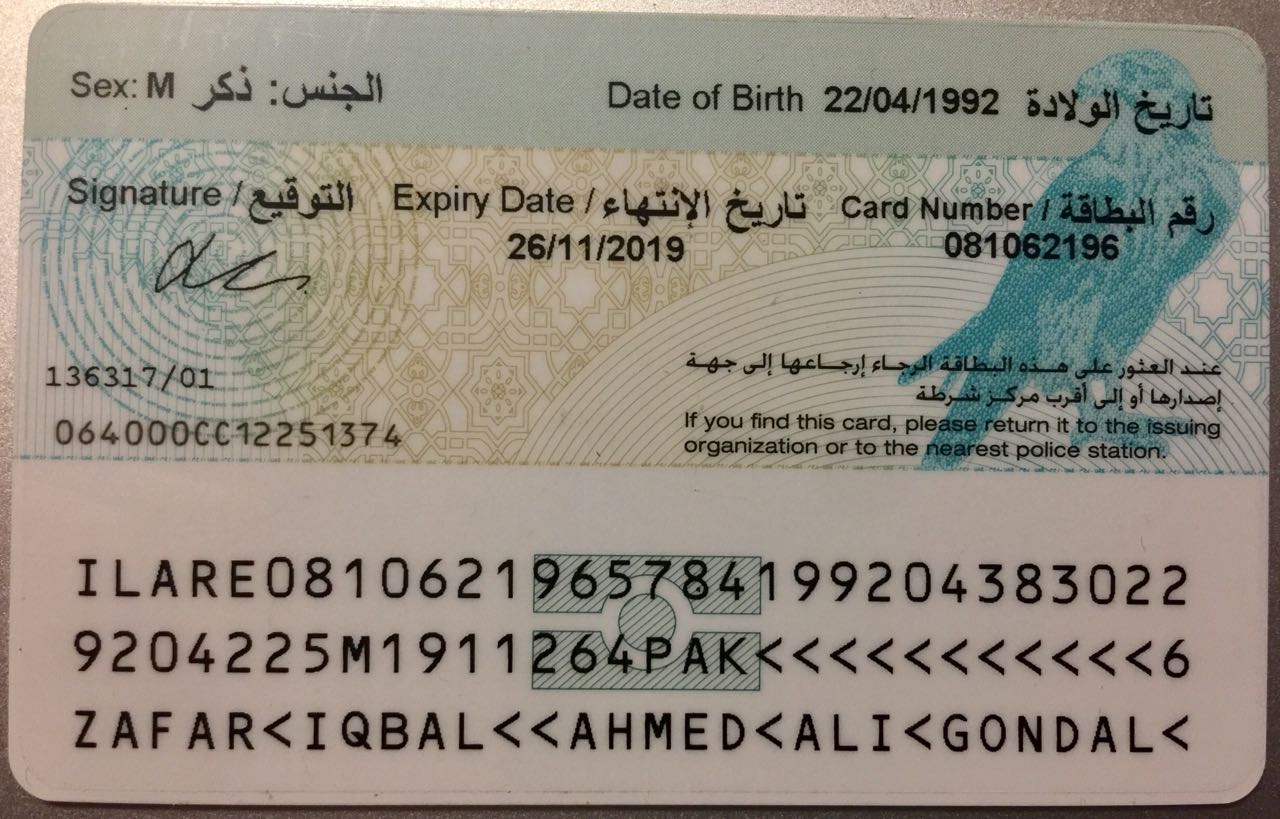 Sex: M الجنس: ذكر
Date of Birth 22/04/1992 تاريخ الولادة
Signature / التوقيع
Expiry Date / تاريخ الإنتهاء
26/11/2019
Card Number / رقم البطاقة
081062196
136317/01
064000CC12251374
عند العثور على هذه البطاقة الرجاء إرجاعها إلى جهة
إصدارها أو إلى أقرب مركز شرطة
If you find this card, please return it to the issuing
organization or to the nearest police station.
ILARE0810621965784199204383022
9204225M1911264PAK<<<<<<<<<<<6
ZAFAR<IQBAL<<AHMED<ALI<GONDAL<